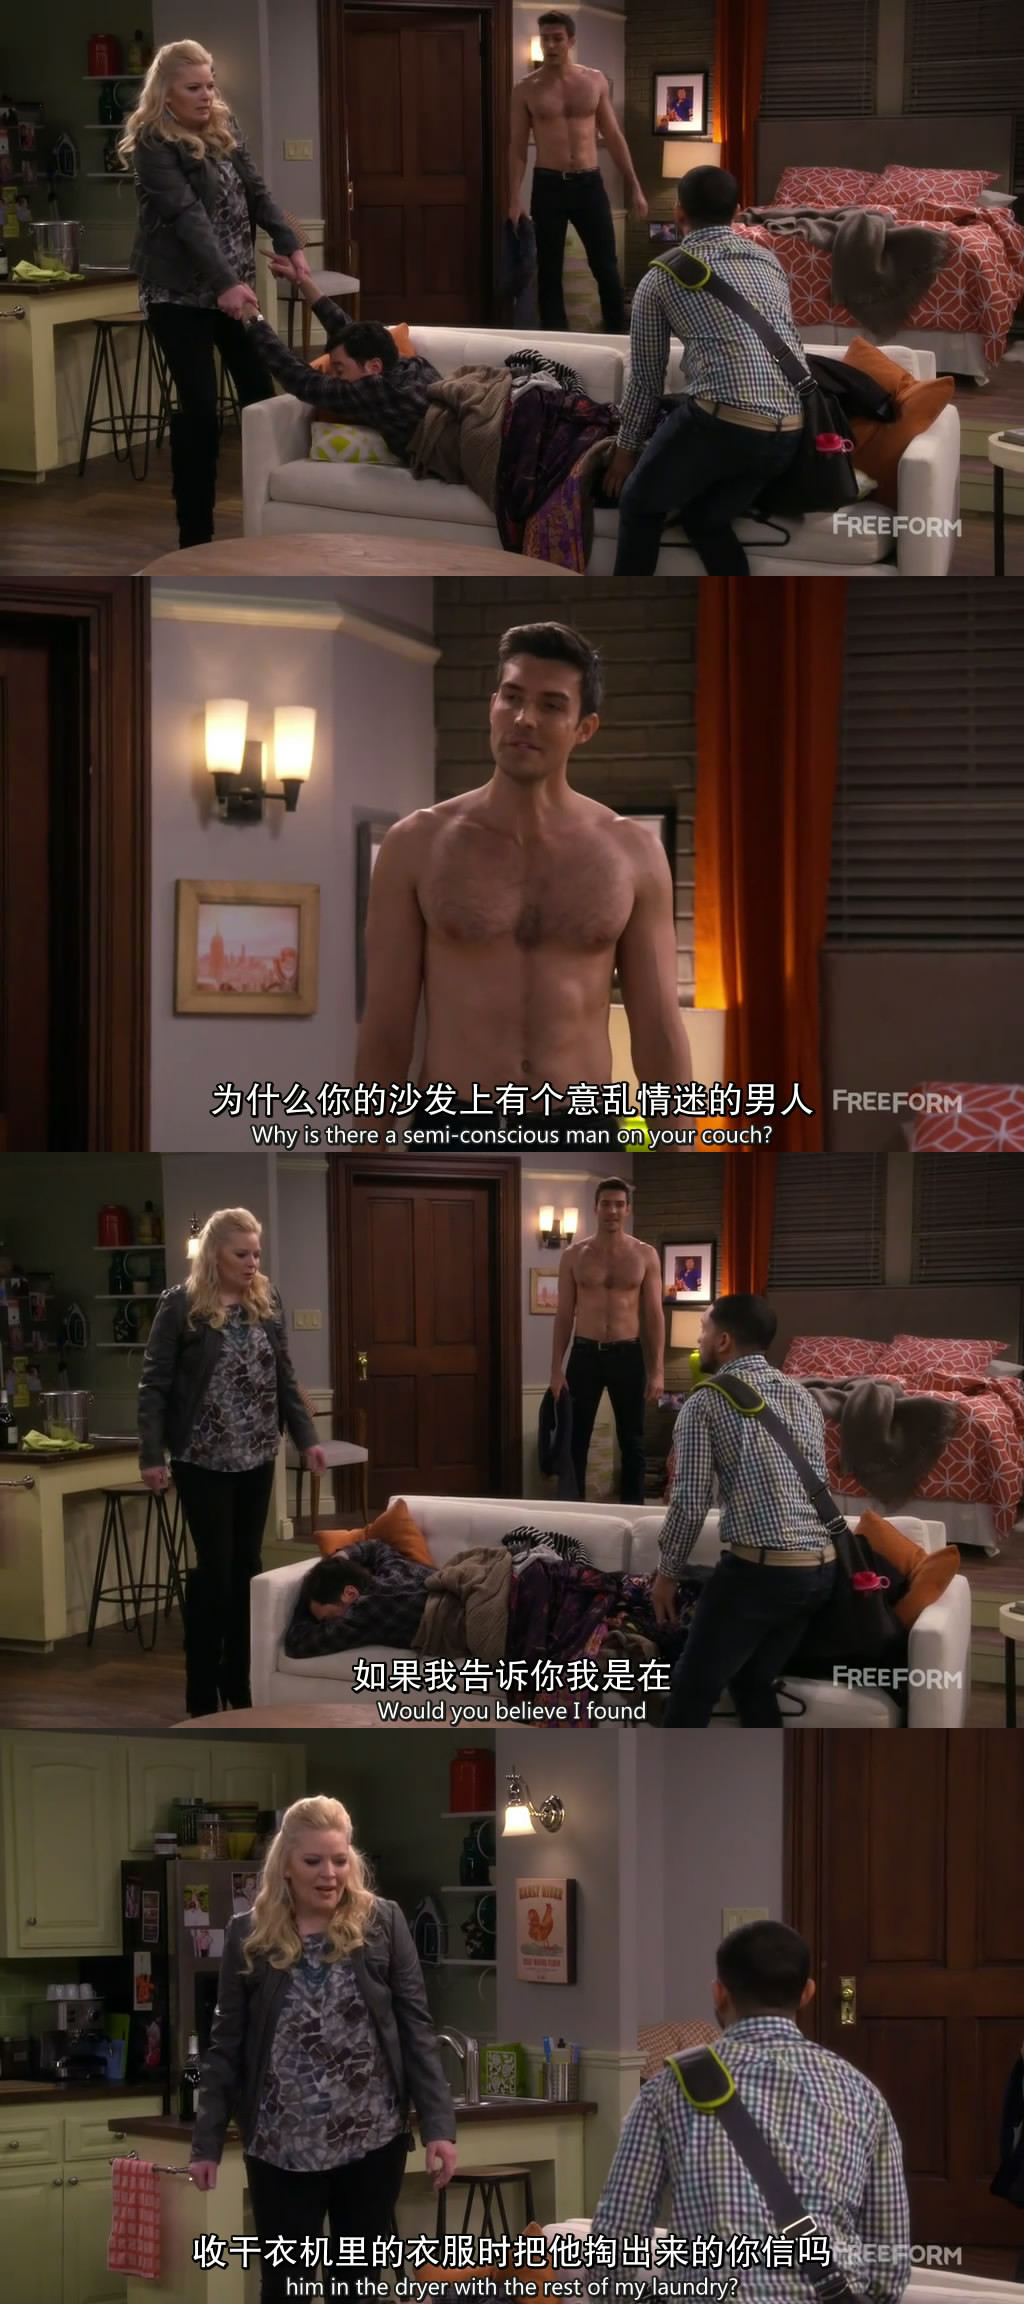 FREEFORM
为什么你的沙发上有个意乱情迷的男人
FREEFORM
Why is there a semi-conscious man on your couch?
如果我告诉你我是在
FREEFORM
Would you believe I found
收干衣机里的衣服时把他掏出来的你信吗
FREEFORM
him in the dryer with the rest of my laundry?